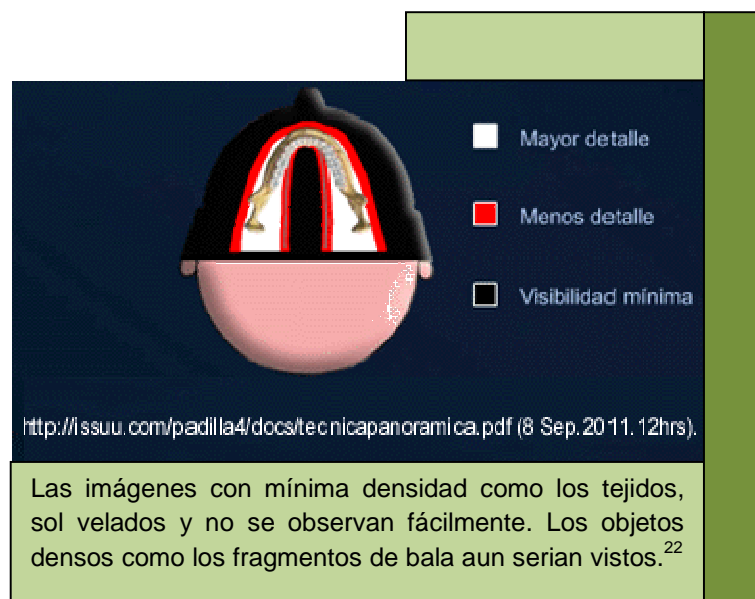 Mayor detalle
Menos detalle
Visibilidad mínima
http://issuu.com/padilla4/docs/tecnicapanoramica.pdf (8 Sep.2011.12hrs).
Las imágenes con mínima densidad como los tejidos,
sol velados y no se observan fácilmente. Los objetos
densos como los fragmentos de bala aun serian vistos.22